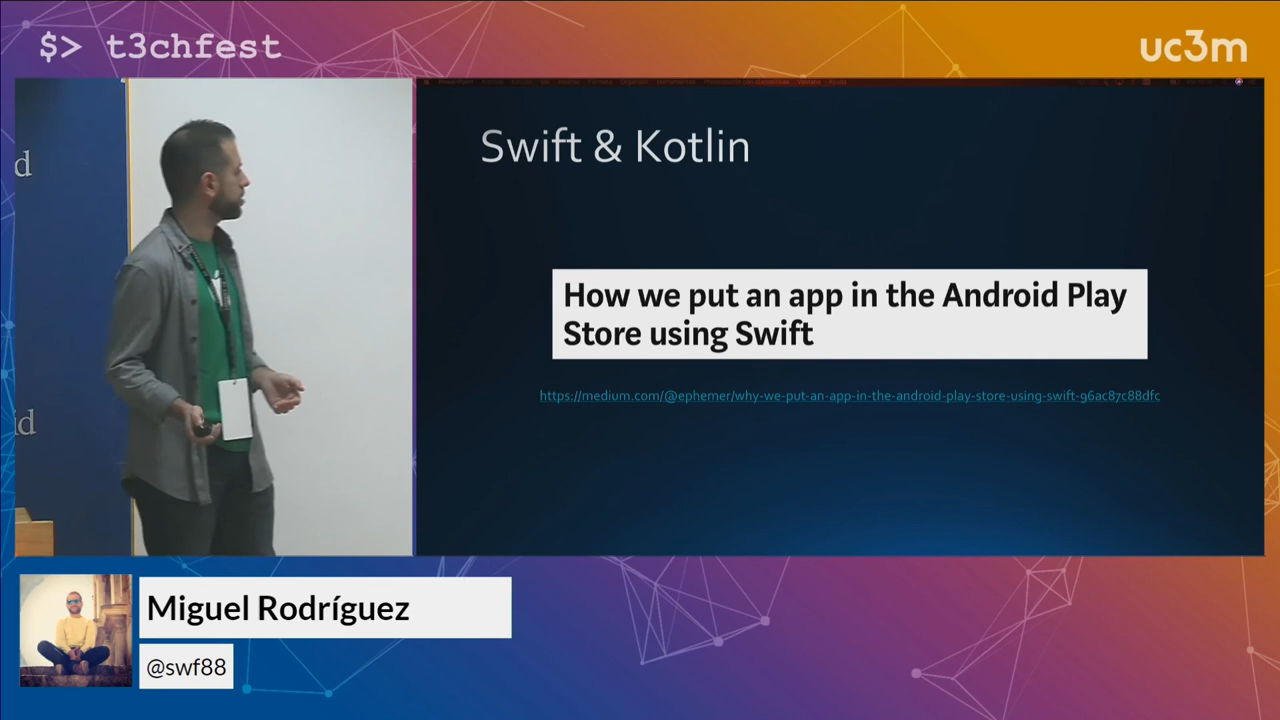 $> t3chfest
uc3m
d
id
Swift & Kotlin
How we put an app in the Android Play
Store using Swift
https://medium.com/@ephemer/why-we-put-an-app-in-the-android-play-store-using-swift-96ac87c88dfc
Miguel Rodríguez
@swf88